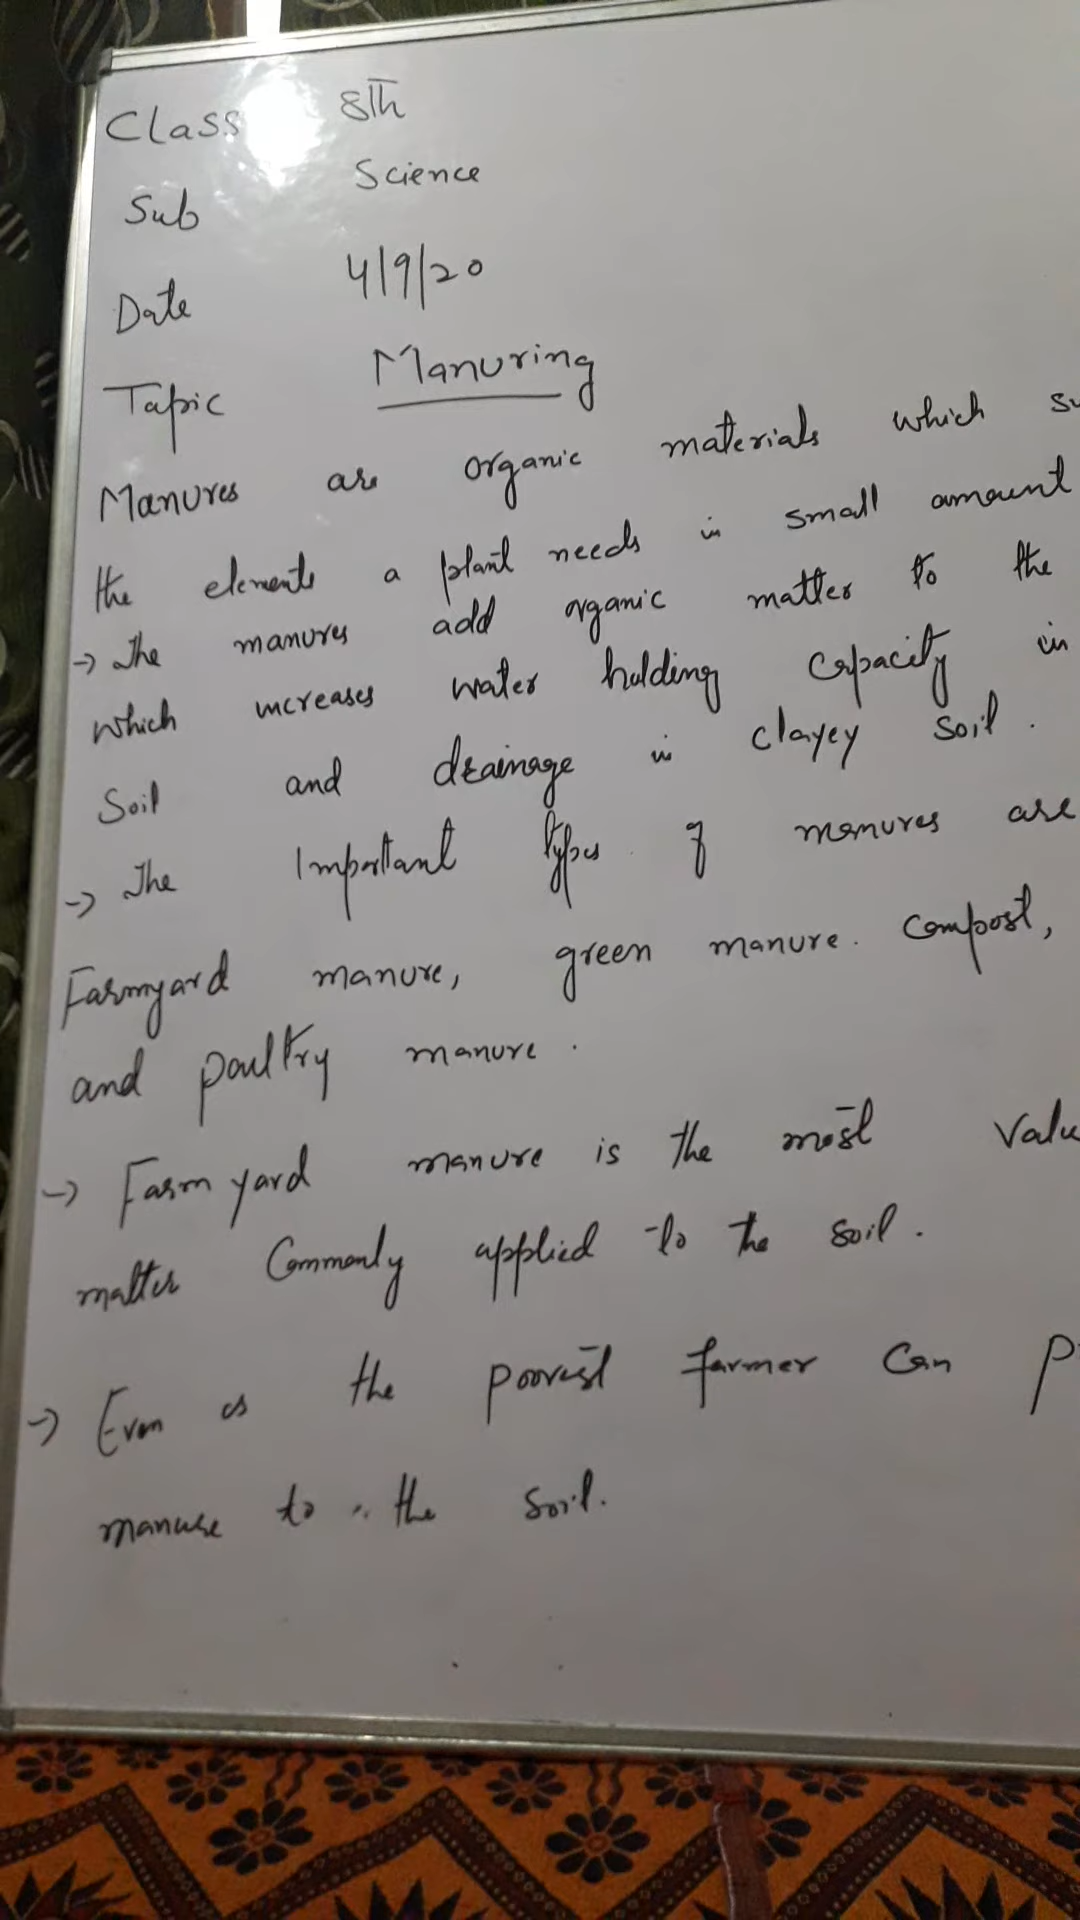 Class 8Th
Sub Science
Date 4/9/20
Topic Manuring
Manures are organic materials which su
the elements a plant needs in small amount
→ The manures add organic matter to the
which increases water holding capacity in
Soil and drainage in clayey soil.
→ The Important types of manures are
Farmyard manure, green manure. Compost,
and poultry manure.
→ Farm yard manure is the most Valu
matter Commonly applied to the soil.
→ Even as the poorest farmer can P
manure to the soil.